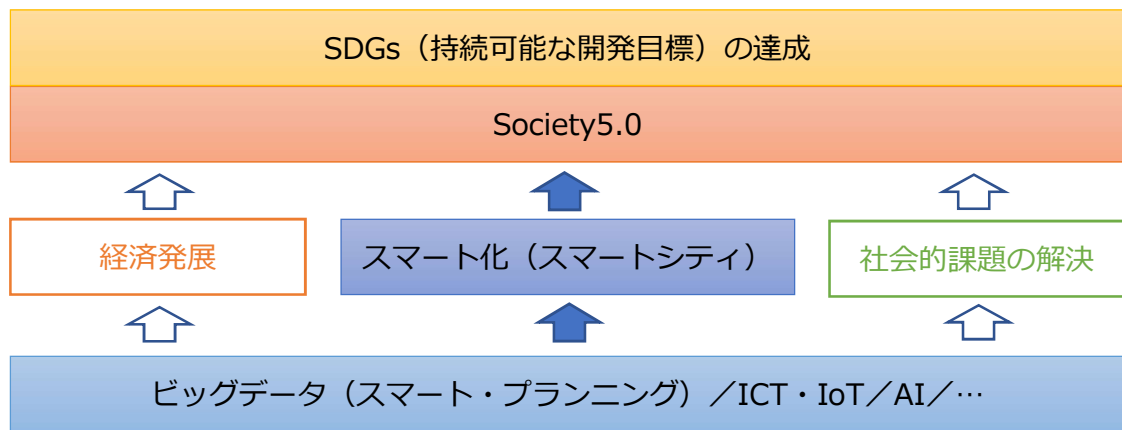 SDGs（持続可能な開発目標）の達成
Society5.0
経済発展
スマート化（スマートシティ）
社会的課題の解決
ビッグデータ（スマート・プランニング）／ICT・IoT／AI／…